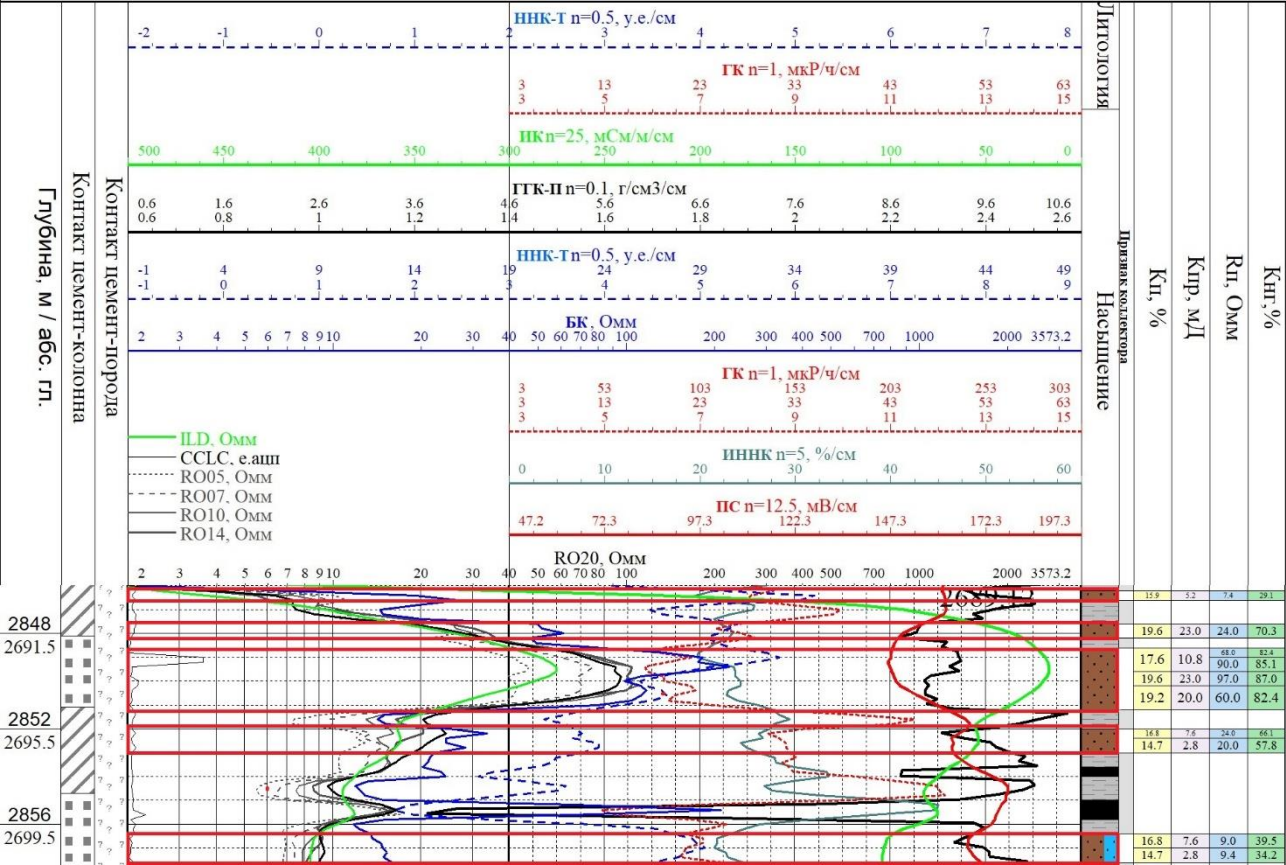 ННК-Т n=0.5, у.е./см
-2 -1 0 1 2 3 4 5 6 7 8
ГК n=1, мкР/ч/см
3 13 23 33 43 53 63
3 5 7 9 11 13 15
ИК n=25, мСм/м/см
500 450 400 350 300 250 200 150 100 50 0
ГГК-П n=0.1, г/см3/см
0.6 1.6 2.6 3.6 4.6 5.6 6.6 7.6 8.6 9.6 10.6
0.6 0.8 1 1.2 1.4 1.6 1.8 2 2.2 2.4 2.6
ННК-Т n=0.5, у.е./см
-1 4 9 14 19 24 29 34 39 44 49
-1 0 1 2 3 4 5 6 7 8 9
БК, Омм
2 3 4 5 6 7 8 9 10 20 30 40 50 60 70 80 100 200 300 400 500 700 1000 2000 3573.2
ГК n=1, мкР/ч/см
3 53 103 153 203 253 303
3 13 23 33 43 53 63
3 5 7 9 11 13 15
ИННК n=5, %/см
0 10 20 30 40 50 60
ПС n=12.5, мВ/см
47.2 72.3 97.3 122.3 147.3 172.3 197.3
ILD, Омм
CCLC, е.ацп
RO05, Омм
RO07, Омм
RO10, Омм
RO14, Омм
RO20, Омм
2 3 4 5 6 7 8 9 10 20 30 40 50 60 70 80 100 200 300 400 500 700 1000 2000 3573.2
Глубина, м / абс. гл.
Контакт цемент-колонна
Контакт цемент-порода
Литология
Насыщение
Признак коллектора
Кп, %
Кпр, мД
Rп, Омм
Кнг,%
15.9 5.2 7.4 29.1
2848
19.6 23.0 24.0 70.3
2691.5
68.0 82.4
17.6 10.8 90.0 85.1
19.6 23.0 97.0 87.0
19.2 20.0 60.0 82.4
2852
16.8 7.6 24.0 66.1
2695.5
14.7 2.8 20.0 57.8
2856
2699.5
16.8 7.6 9.0 39.5
14.7 2.8 9.4 34.2